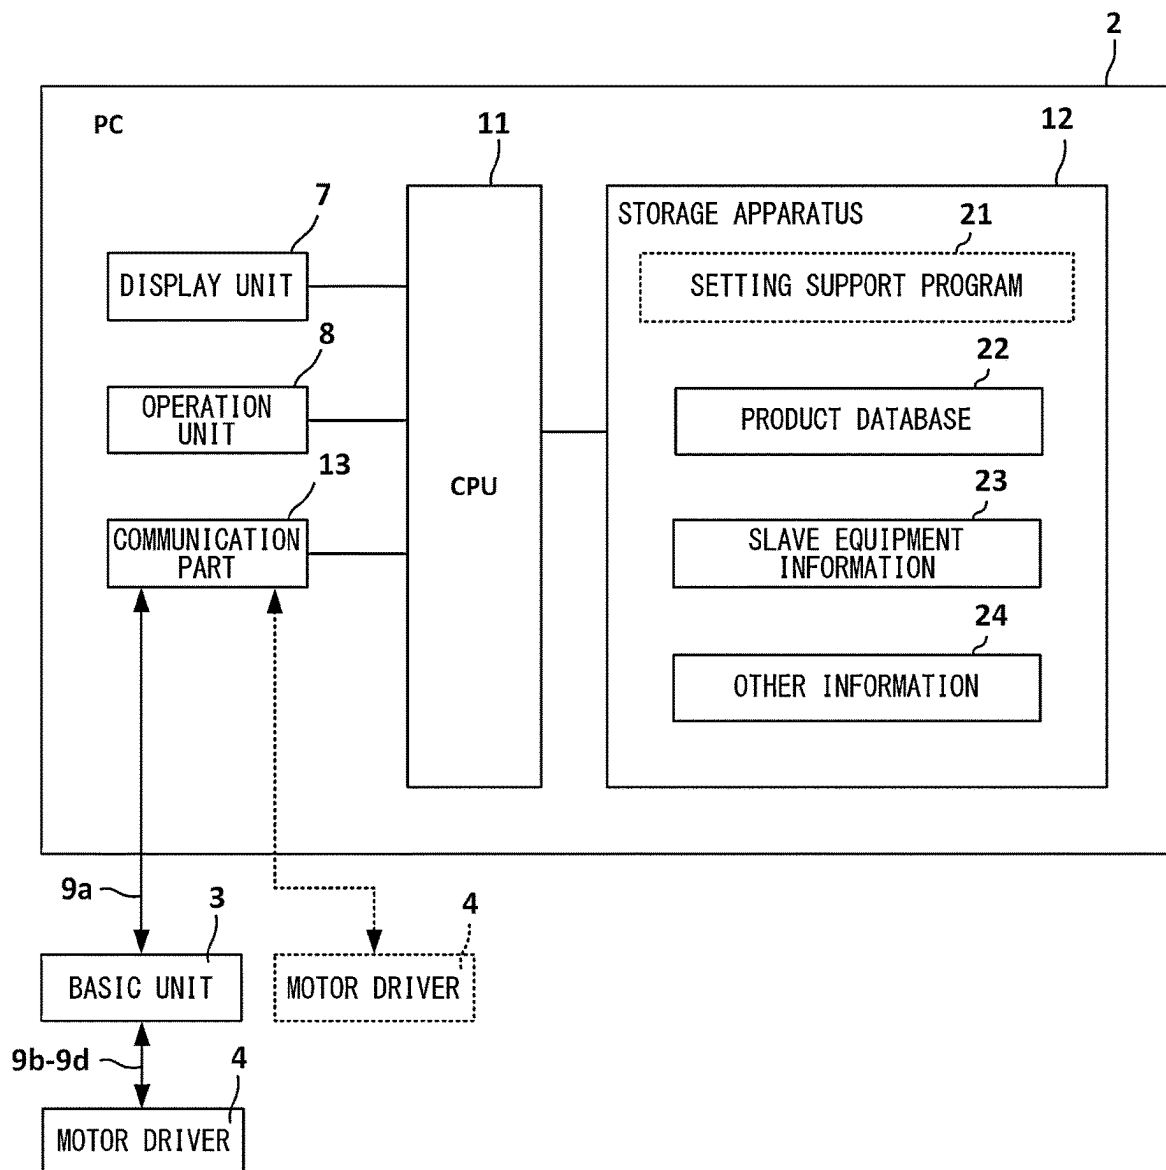 2
PC
11
12
7
STORAGE APPARATUS
21
DISPLAY UNIT
SETTING SUPPORT PROGRAM
8
22
OPERATION
UNIT
PRODUCT DATABASE
13
CPU
23
COMMUNICATION
PART
SLAVE EQUIPMENT
INFORMATION
24
OTHER INFORMATION
9a
3
4
BASIC UNIT
MOTOR DRIVER
9b-9d
4
MOTOR DRIVER